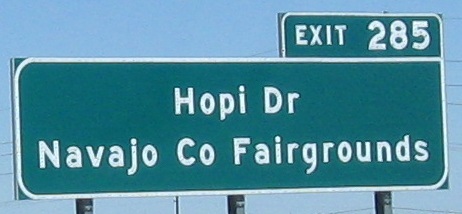 EXIT 285
Hopi Dr
Navajo Co Fairgrounds